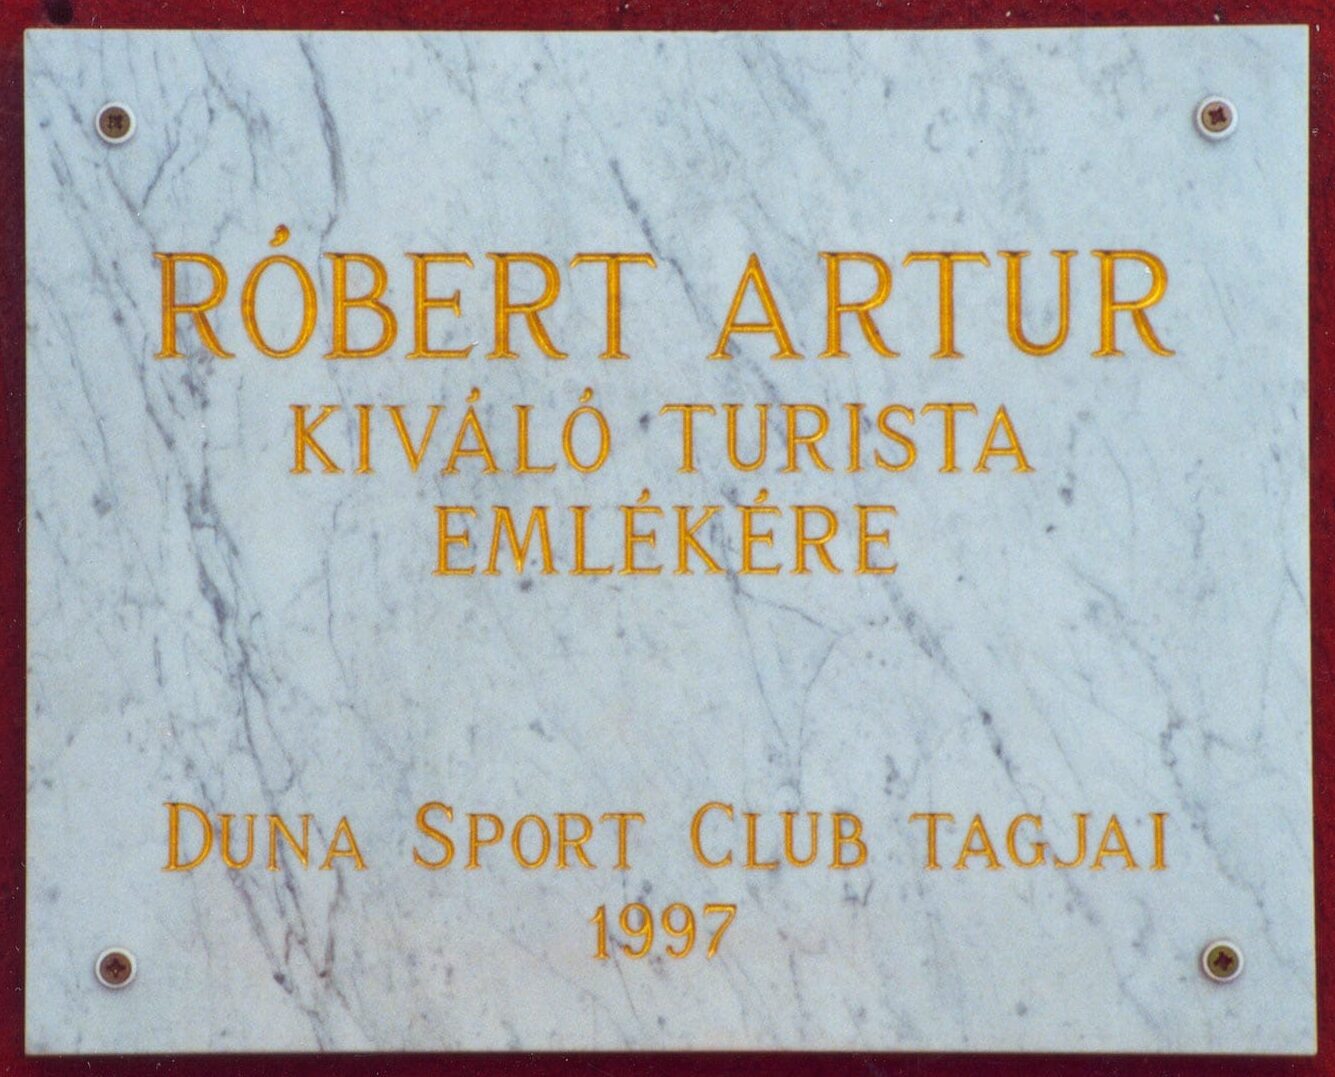 RÓBERT ARTUR
KIVÁLÓ TURISTA
EMLÉKÉRE
DUNA SPORT CLUB TAGJAI
1997